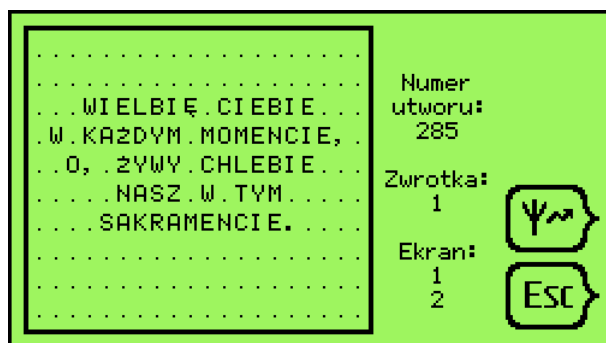 WIELBIĘ.CIEBIE
W.KAŻDYM.MOMENCIE,
O,.ŻYWY.CHLEBIE
NASZ.W.TYM
SAKRAMENCIE.
Numer
utworu:
285
Zwrotka:
1
Ekran:
1
2
Esc